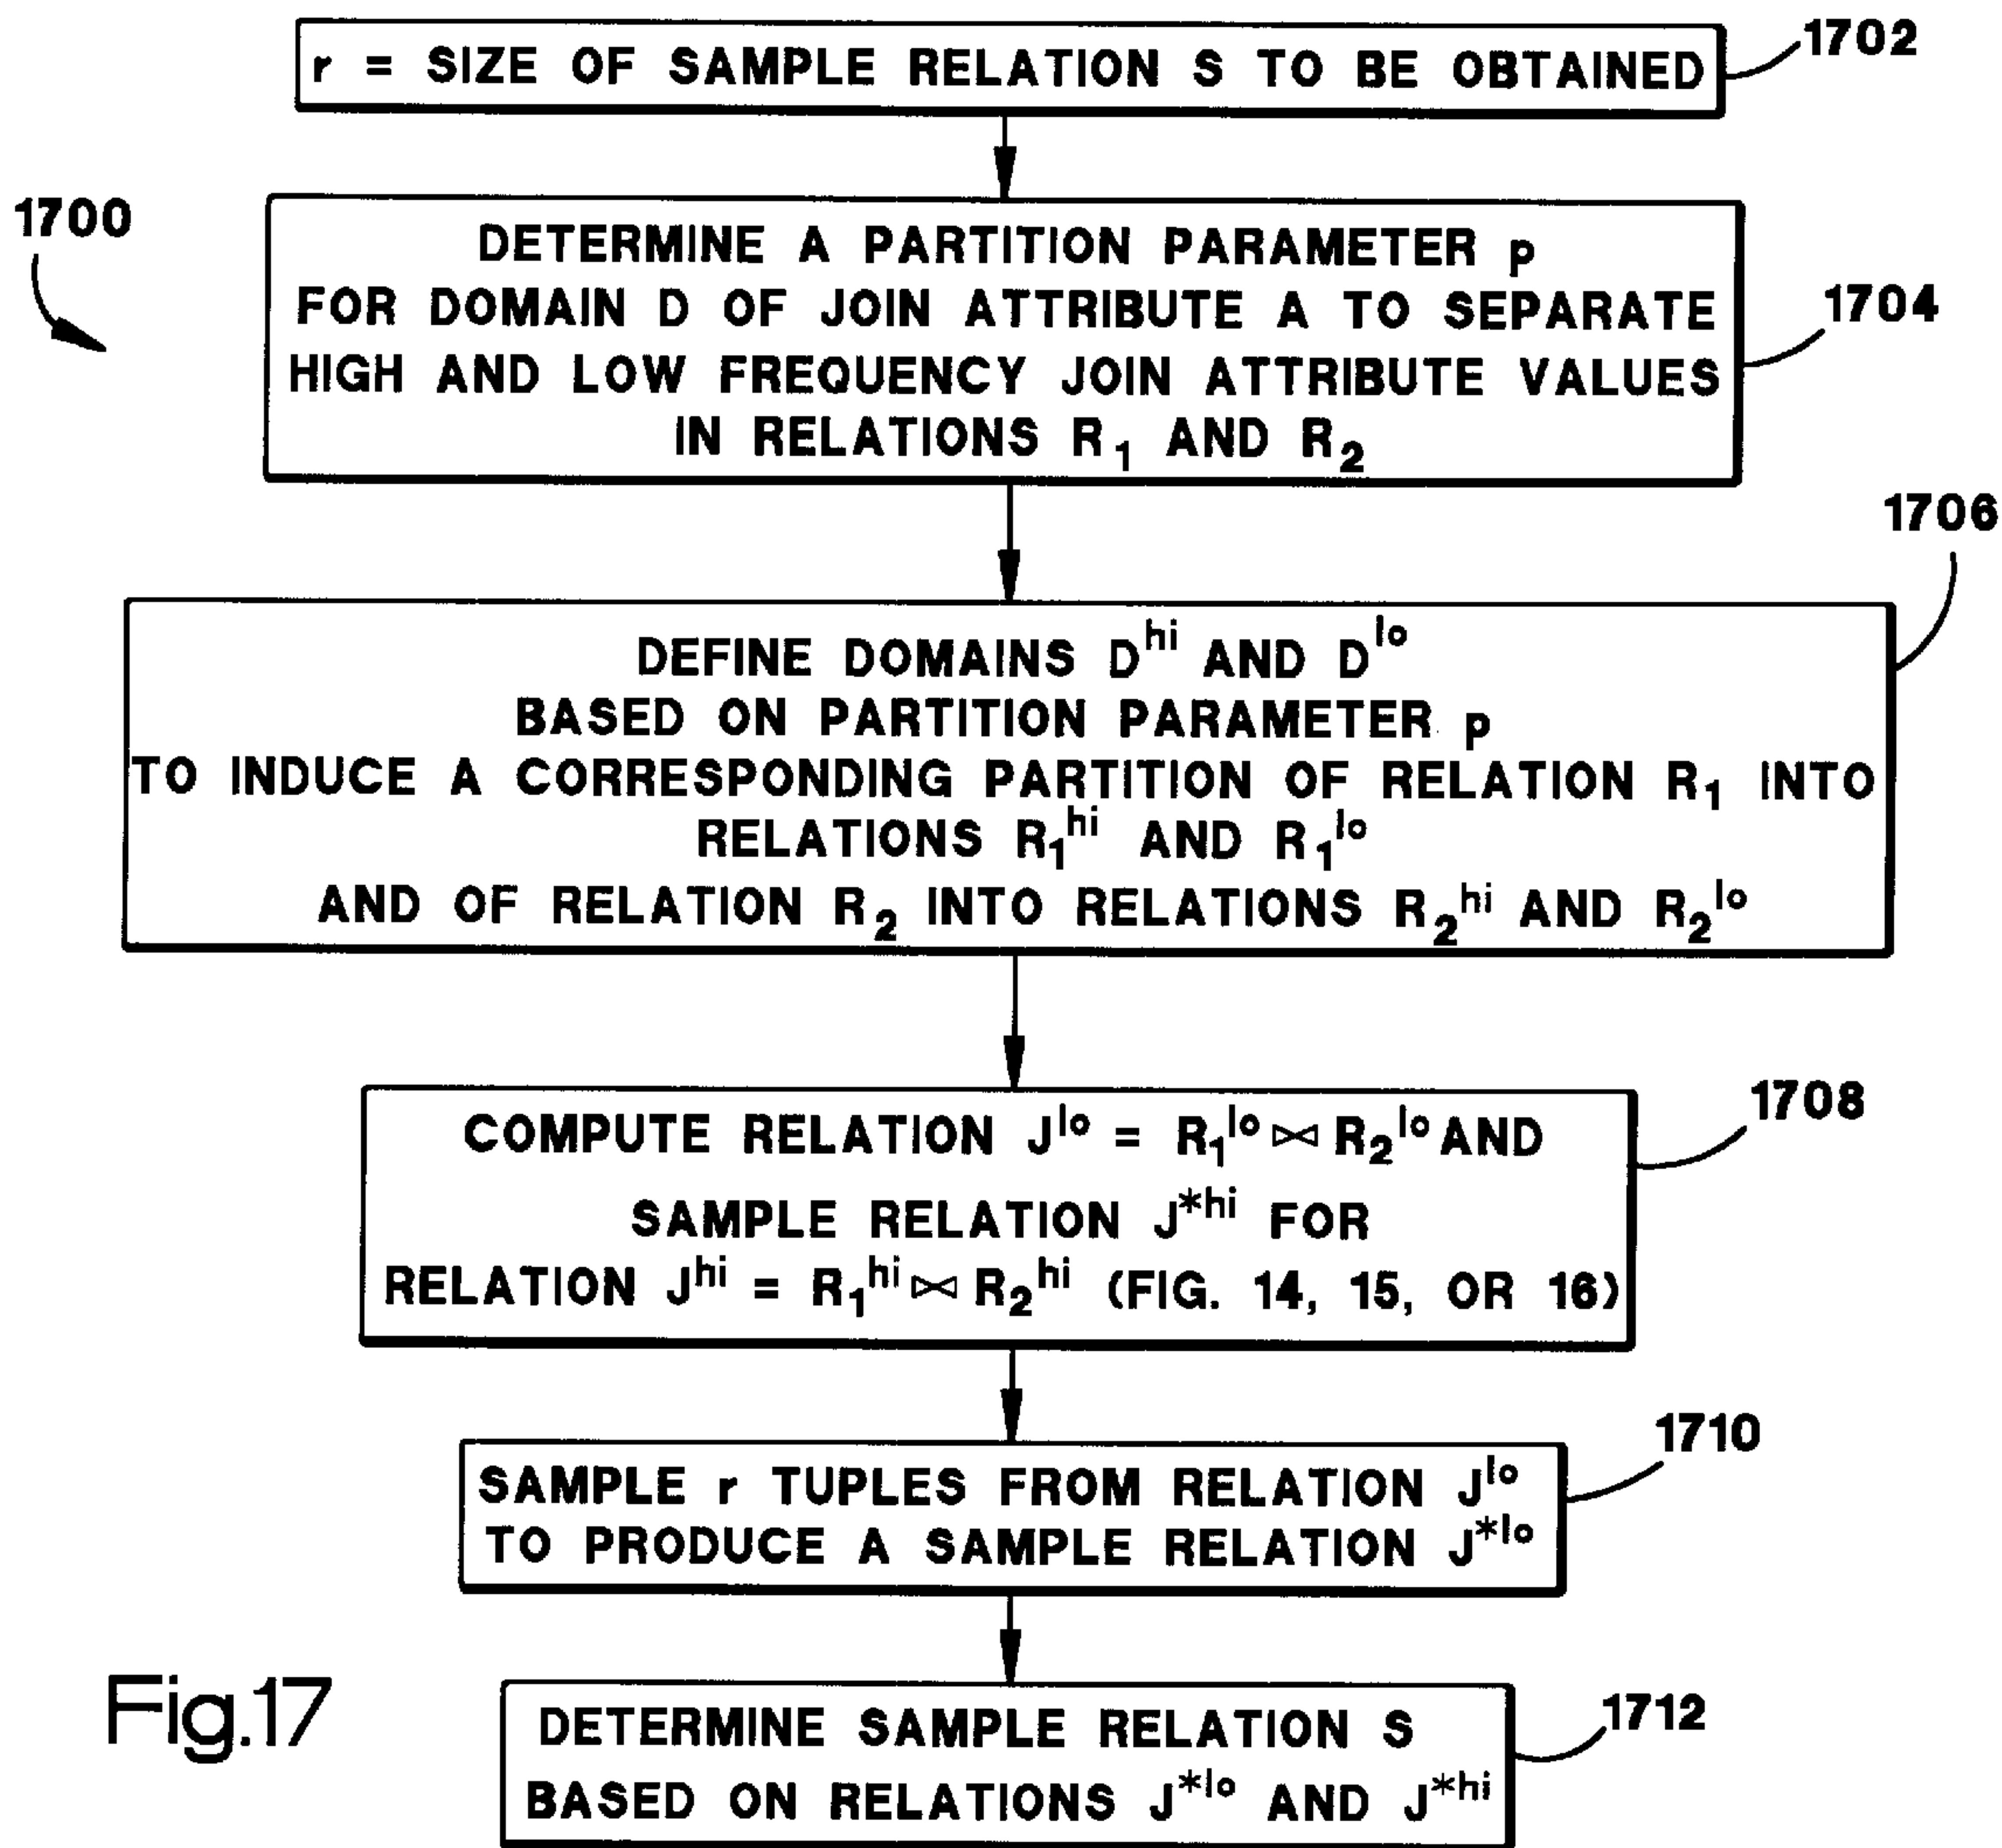 r = SIZE OF SAMPLE RELATION S TO BE OBTAINED
1702
1700
DETERMINE A PARTITION PARAMETER p
FOR DOMAIN D OF JOIN ATTRIBUTE A TO SEPARATE
HIGH AND LOW FREQUENCY JOIN ATTRIBUTE VALUES
IN RELATIONS R₁ AND R₂
1704
1706
DEFINE DOMAINS D^hi AND D^lo
BASED ON PARTITION PARAMETER p
TO INDUCE A CORRESPONDING PARTITION OF RELATION R₁ INTO
RELATIONS R₁^hi AND R₁^lo
AND OF RELATION R₂ INTO RELATIONS R₂^hi AND R₂^lo
1708
COMPUTE RELATION J^lo = R₁^lo ⋈ R₂^lo AND
SAMPLE RELATION J^*hi FOR
RELATION J^hi = R₁^hi ⋈ R₂^hi (FIG. 14, 15, OR 16)
1710
SAMPLE r TUPLES FROM RELATION J^lo
TO PRODUCE A SAMPLE RELATION J^*lo
1712
DETERMINE SAMPLE RELATION S
BASED ON RELATIONS J^*lo AND J^*hi
Fig.17